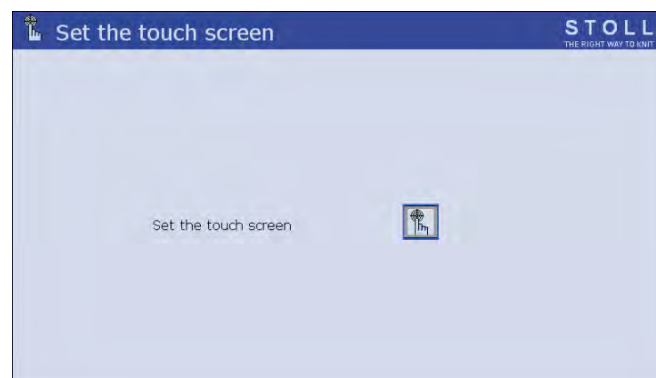 Set the touch screen
STOLL
THE RIGHT WAY TO KNIT
Set the touch screen